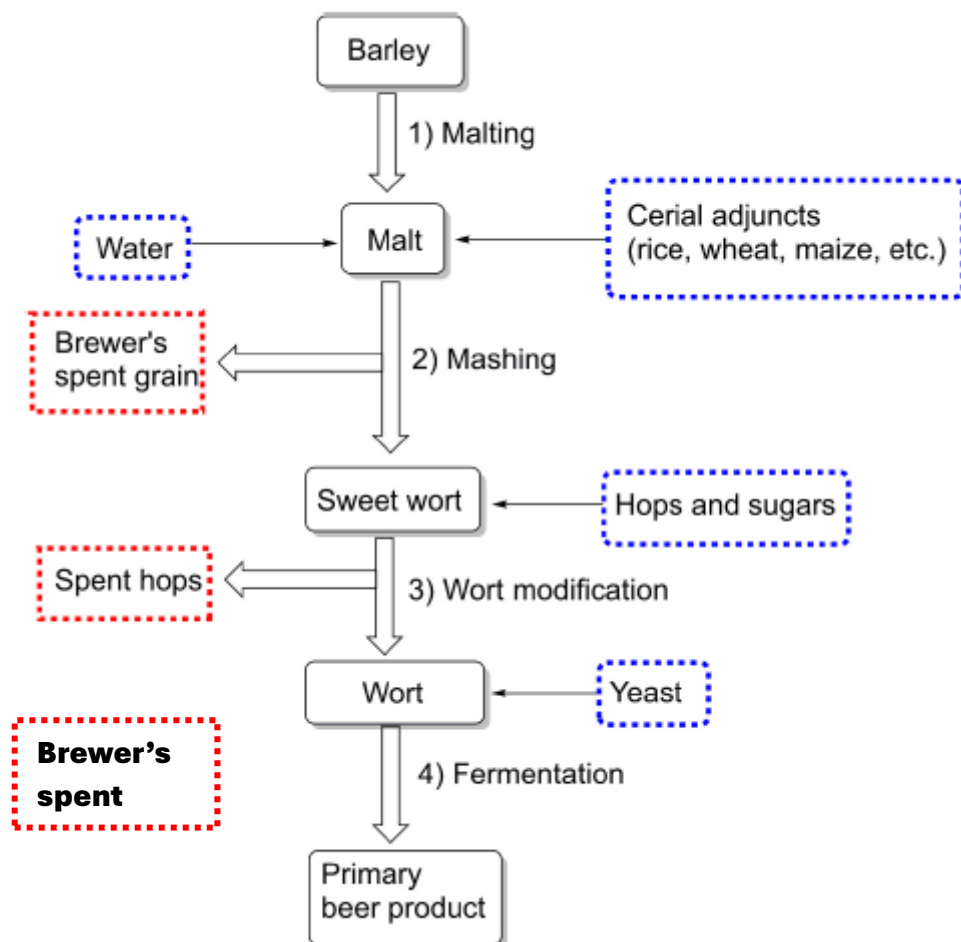 Barley
1) Malting
Water
Malt
Cerial adjuncts
(rice, wheat, maize, etc.)
Brewer's
spent grain
2) Mashing
Sweet wort
Hops and sugars
Spent hops
3) Wort modification
Wort
Yeast
Brewer’s
spent
4) Fermentation
Primary
beer product